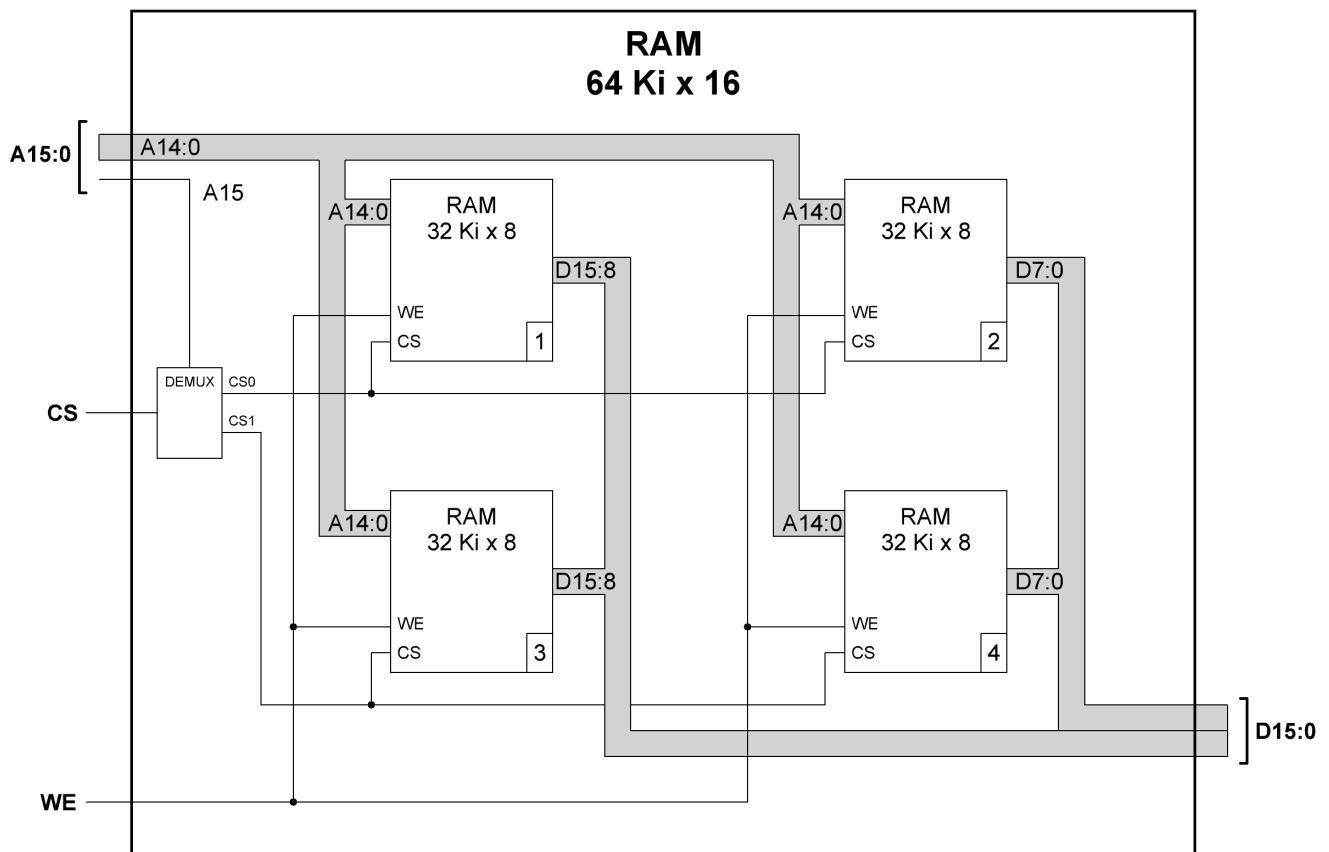 RAM
64 Ki x 16
A15:0
A14:0
A15
A14:0
RAM
32 Ki x 8
D15:8
WE
CS
1
A14:0
RAM
32 Ki x 8
D7:0
WE
CS
2
DEMUX
CS0
CS1
CS
A14:0
RAM
32 Ki x 8
D15:8
WE
CS
3
A14:0
RAM
32 Ki x 8
D7:0
WE
CS
4
D15:0
WE